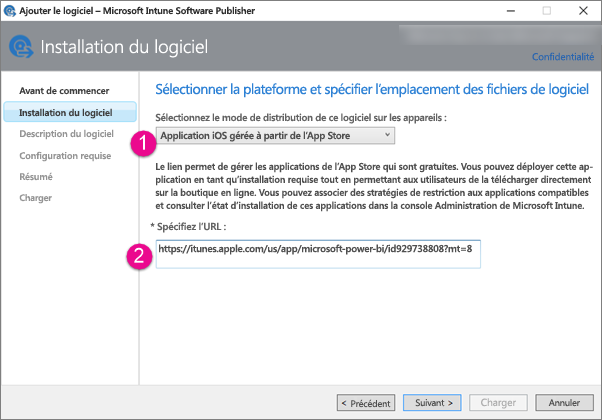 Ajouter le logiciel – Microsoft Intune Software Publisher
Installation du logiciel
Confidentialité
Avant de commencer
Installation du logiciel
Description du logiciel
Configuration requise
Résumé
Charger
Sélectionner la plateforme et spécifier l'emplacement des fichiers de logiciel
Sélectionnez le mode de distribution de ce logiciel sur les appareils :
1
Application iOS gérée à partir de l'App Store
Le lien permet de gérer les applications de l'App Store qui sont gratuites. Vous pouvez déployer cette ap-
plication en tant qu'installation requise tout en permettant aux utilisateurs de la télécharger directement
sur la boutique en ligne. Vous pouvez associer des stratégies de restriction aux applications compatibles
et consulter l'état d'installation de ces applications dans la console Administration de Microsoft Intune.
* Spécifiez l'URL :
2
https://itunes.apple.com/us/app/microsoft-power-bi/id929738808?mt=8
< Précédent
Suivant >
Charger
Annuler